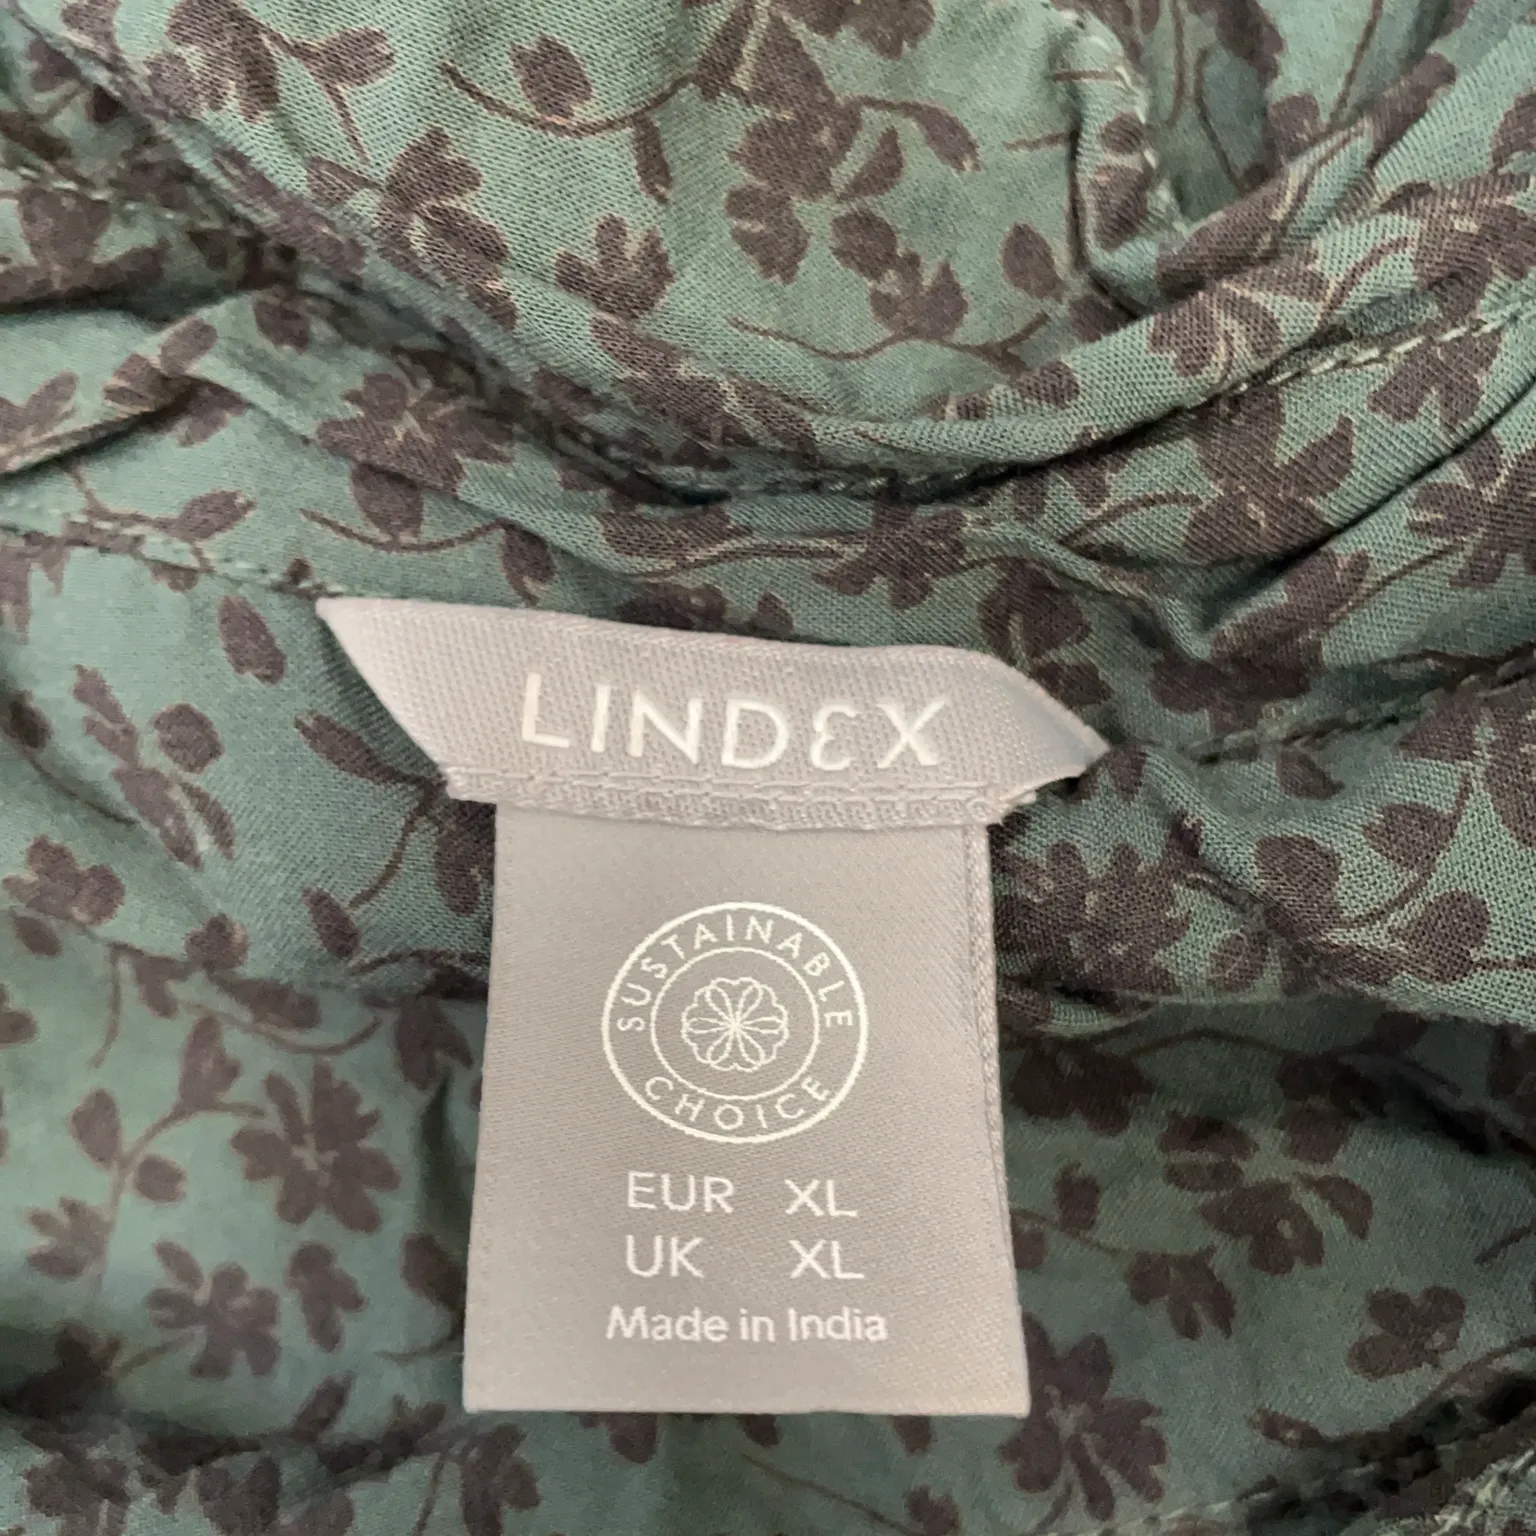 LINDEX
SUSTAINABLE
CHOICE
EUR XL
UK XL
Made in India